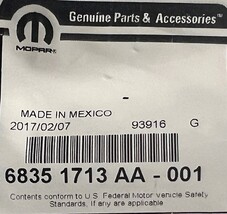 Genuine Parts & Accessories™
MOPAR®
-
MADE IN MEXICO
2017/02/07 93916 G
6835 1713 AA - 001
Contents conform to U.S. Federal Motor Vehicle Safety
Standards, if any are applicable